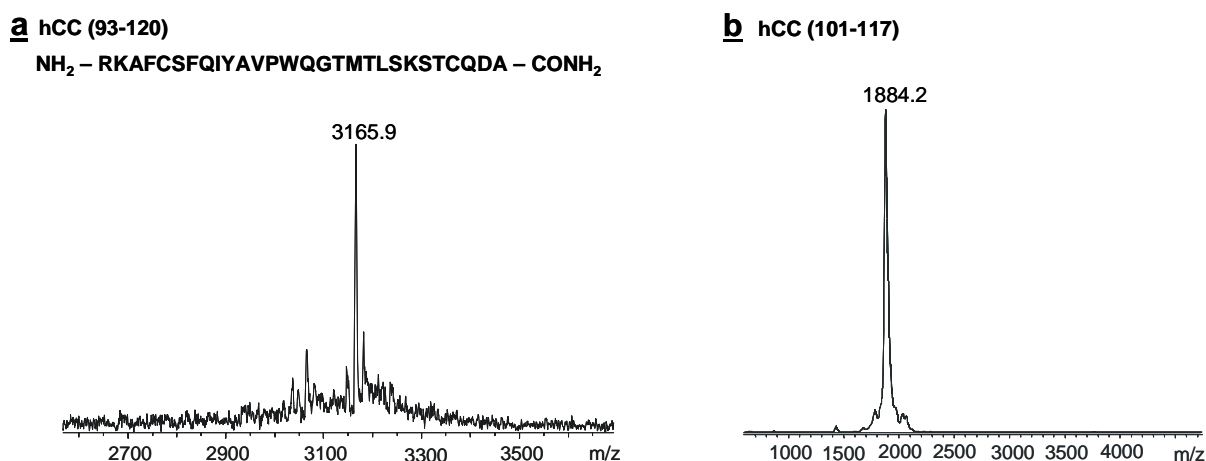 a hCC (93-120)
NH₂ – RKAFCSFQIYAVPWQGTMTLSKSTCQDA – CONH₂
3165.9
2700 2900 3100 3300 3500 m/z
b hCC (101-117)
1884.2
1000 1500 2000 2500 3000 3500 4000 m/z